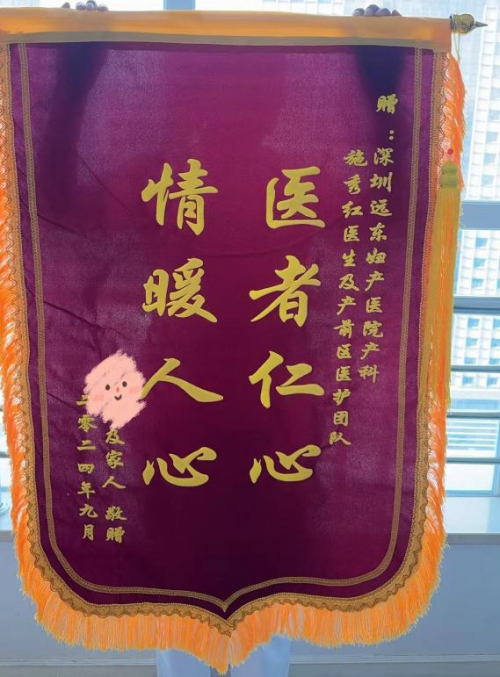 赠：深圳远东妇产医院产科
施秀红医生及产前区医护团队
医者仁心
情暖人心
及家人 敬赠
二零二四年九月